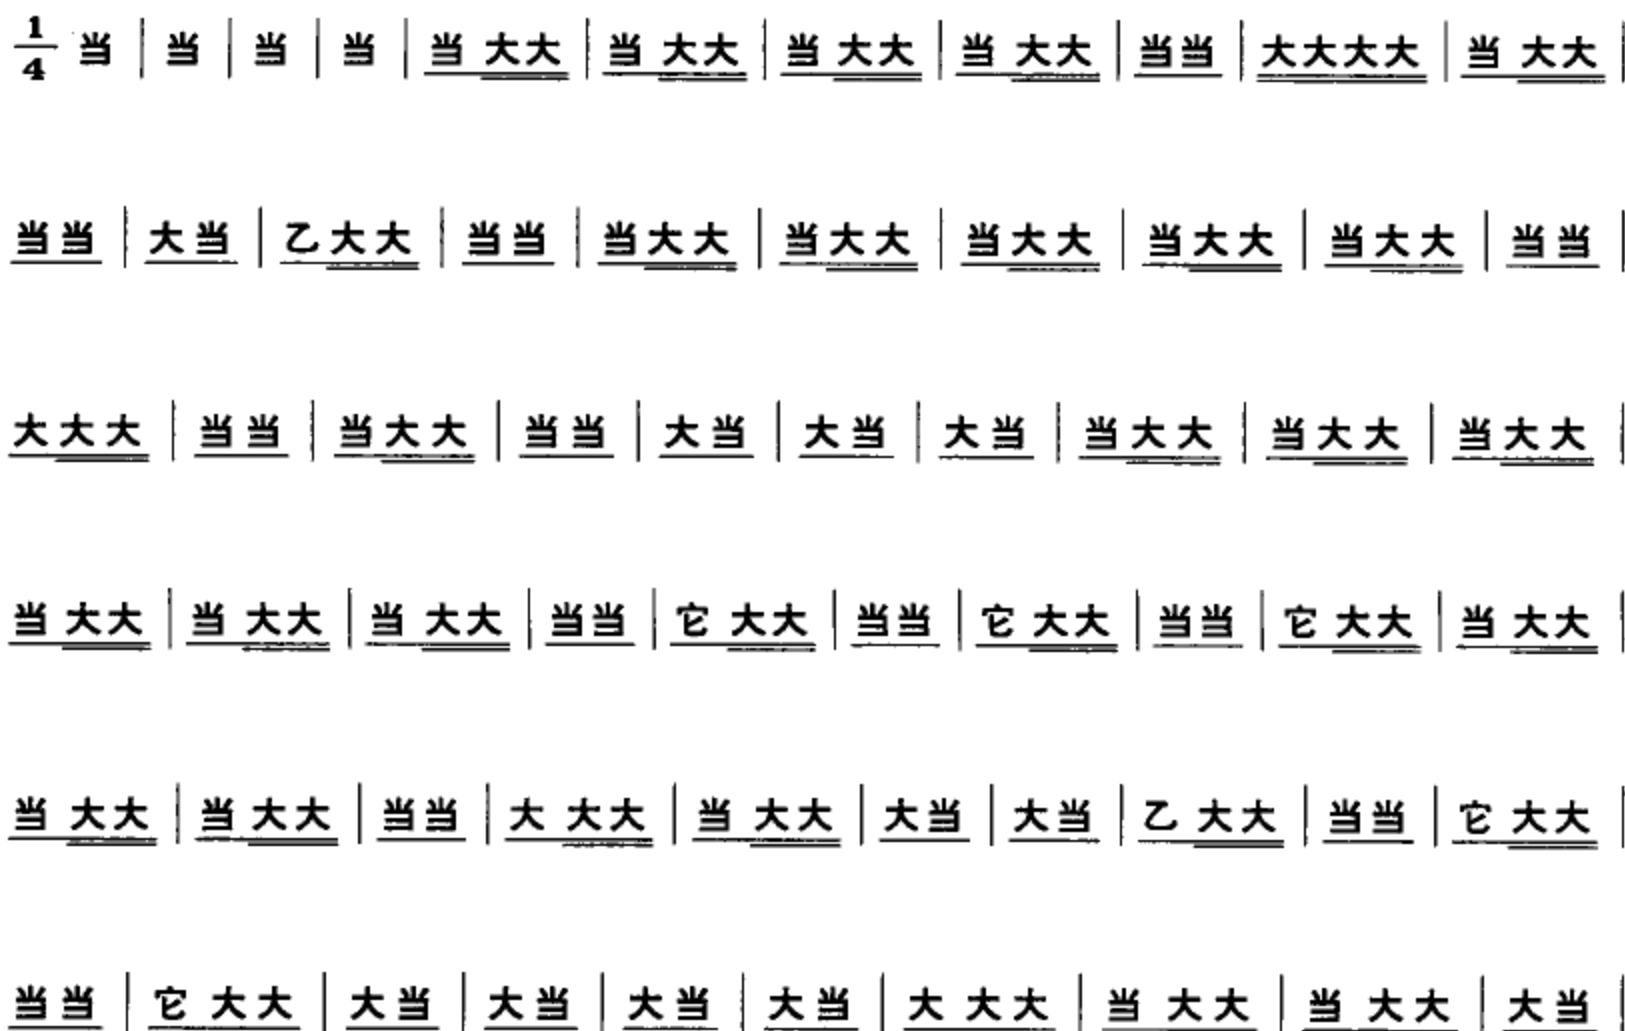 1/4 当 | 当 | 当 | 当 | 当 大大 | 当 大大 | 当 大大 | 当 大大 | 当当 | 大大大大 | 当 大大 |
当当 | 大当 | 乙大大 | 当当 | 当大大 | 当大大 | 当大大 | 当大大 | 当大大 | 当当 |
大大大 | 当当 | 当大大 | 当当 | 大当 | 大当 | 大当 | 当大大 | 当大大 | 当大大 |
当 大大 | 当 大大 | 当 大大 | 当当 | 它 大大 | 当当 | 它 大大 | 当当 | 它 大大 | 当 大大 |
当 大大 | 当 大大 | 当当 | 大 大大 | 当 大大 | 大当 | 大当 | 乙 大大 | 当当 | 它 大大 |
当当 | 它 大大 | 大当 | 大当 | 大当 | 大当 | 大 大大 | 当 大大 | 当 大大 | 大当